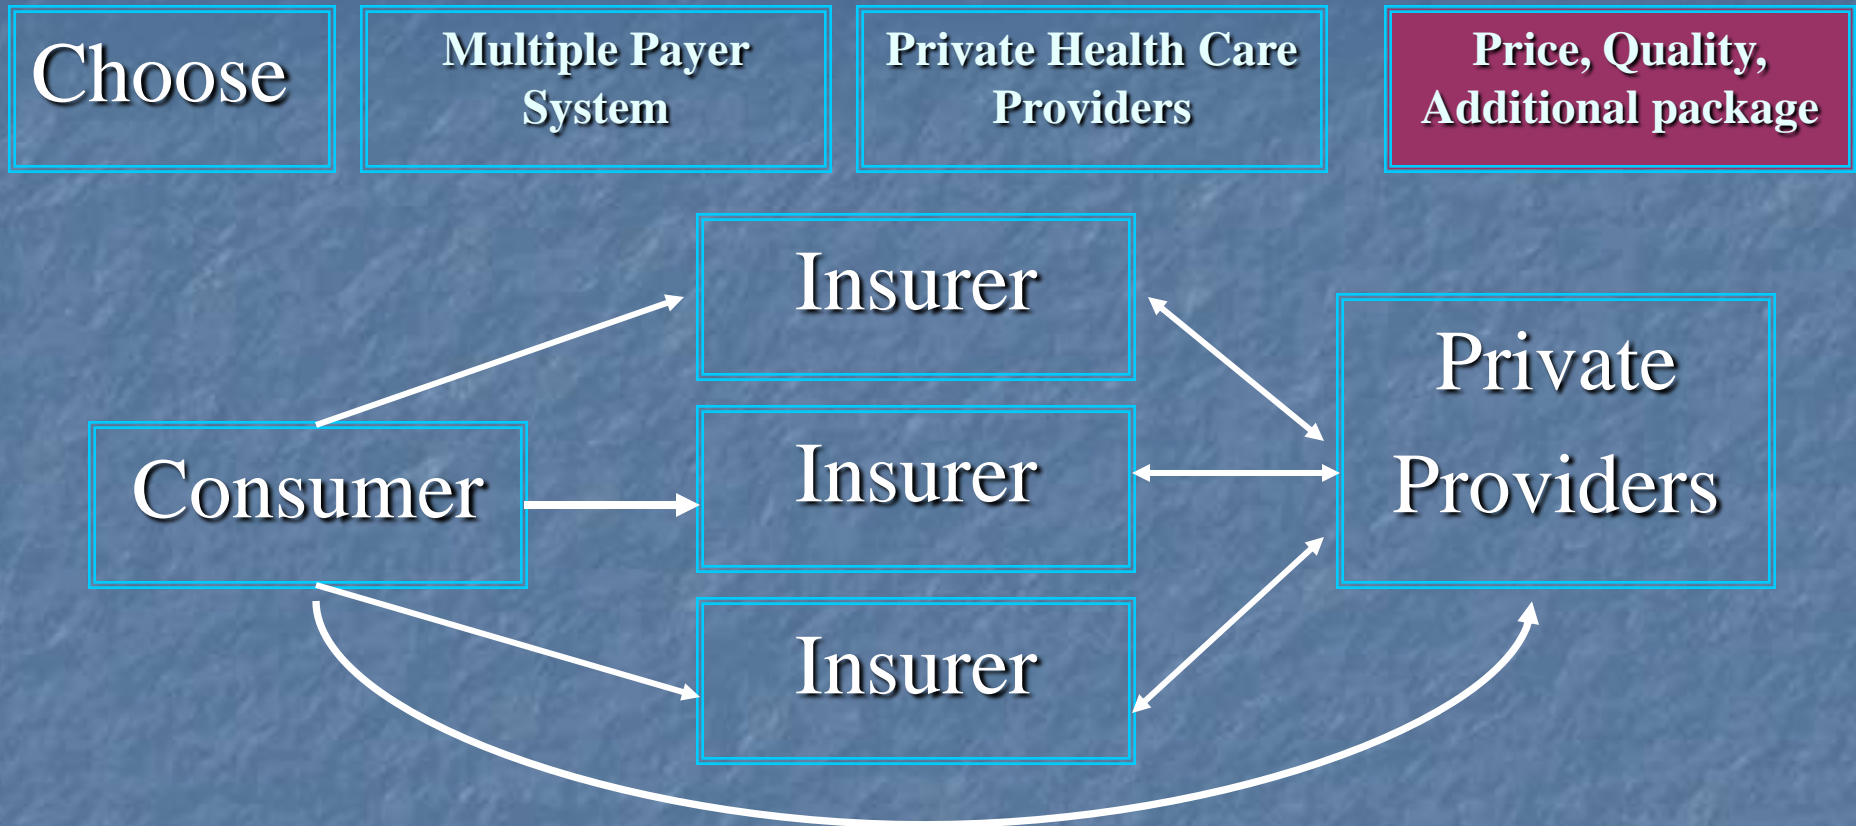 Choose
Multiple Payer
System
Private Health Care
Providers
Price, Quality,
Additional package
Insurer
Insurer
Insurer
Consumer
Private
Providers